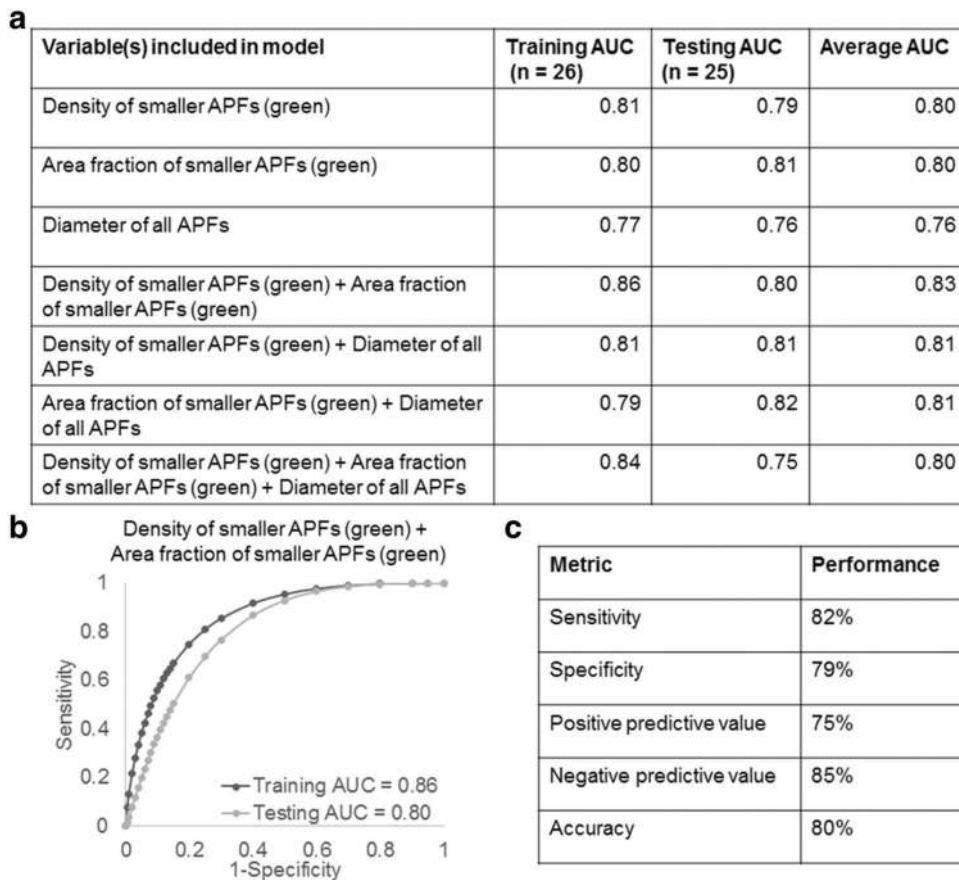 a
Variable(s) included in model
Training AUC
(n = 26)
Testing AUC
(n = 25)
Average AUC
Density of smaller APFs (green)
0.81
0.79
0.80
Area fraction of smaller APFs (green)
0.80
0.81
0.80
Diameter of all APFs
0.77
0.76
0.76
Density of smaller APFs (green) + Area fraction
of smaller APFs (green)
0.86
0.80
0.83
Density of smaller APFs (green) + Diameter of all
APFs
0.81
0.81
0.81
Area fraction of smaller APFs (green) + Diameter
of all APFs
0.79
0.82
0.81
Density of smaller APFs (green) + Area fraction
of smaller APFs (green) + Diameter of all APFs
0.84
0.75
0.80
b
Density of smaller APFs (green) +
Area fraction of smaller APFs (green)
Sensitivity
1
0.8
0.6
0.4
0.2
0
Training AUC = 0.86
Testing AUC = 0.80
0 0.2 0.4 0.6 0.8 1
1-Specificity
c
Metric
Performance
Sensitivity
82%
Specificity
79%
Positive predictive value
75%
Negative predictive value
85%
Accuracy
80%